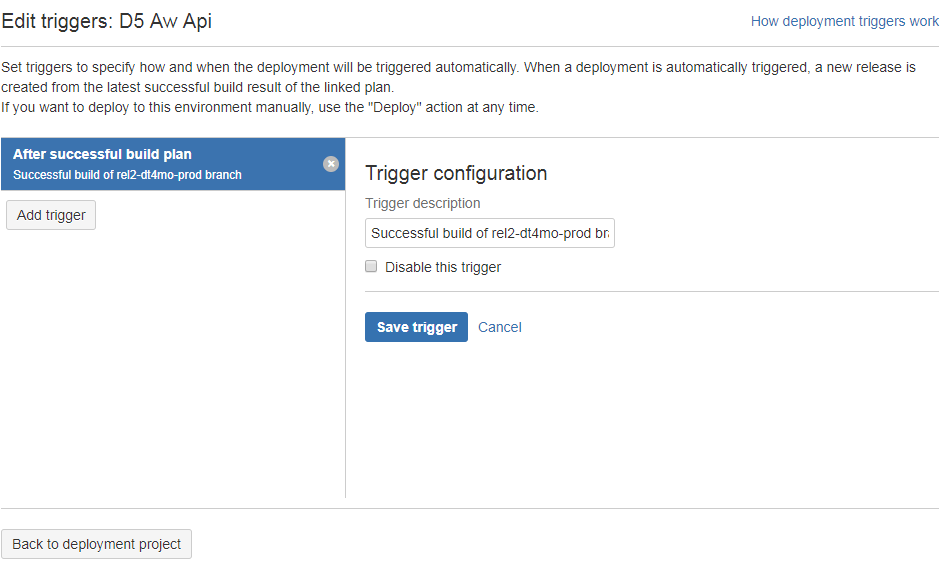 Edit triggers: D5 Aw Api
How deployment triggers work
Set triggers to specify how and when the deployment will be triggered automatically. When a deployment is automatically triggered, a new release is
created from the latest successful build result of the linked plan.
If you want to deploy to this environment manually, use the "Deploy" action at any time.
After successful build plan
Successful build of rel2-dt4mo-prod branch
Add trigger
Trigger configuration
Trigger description
Successful build of rel2-dt4mo-prod br
Disable this trigger
Save trigger
Cancel
Back to deployment project